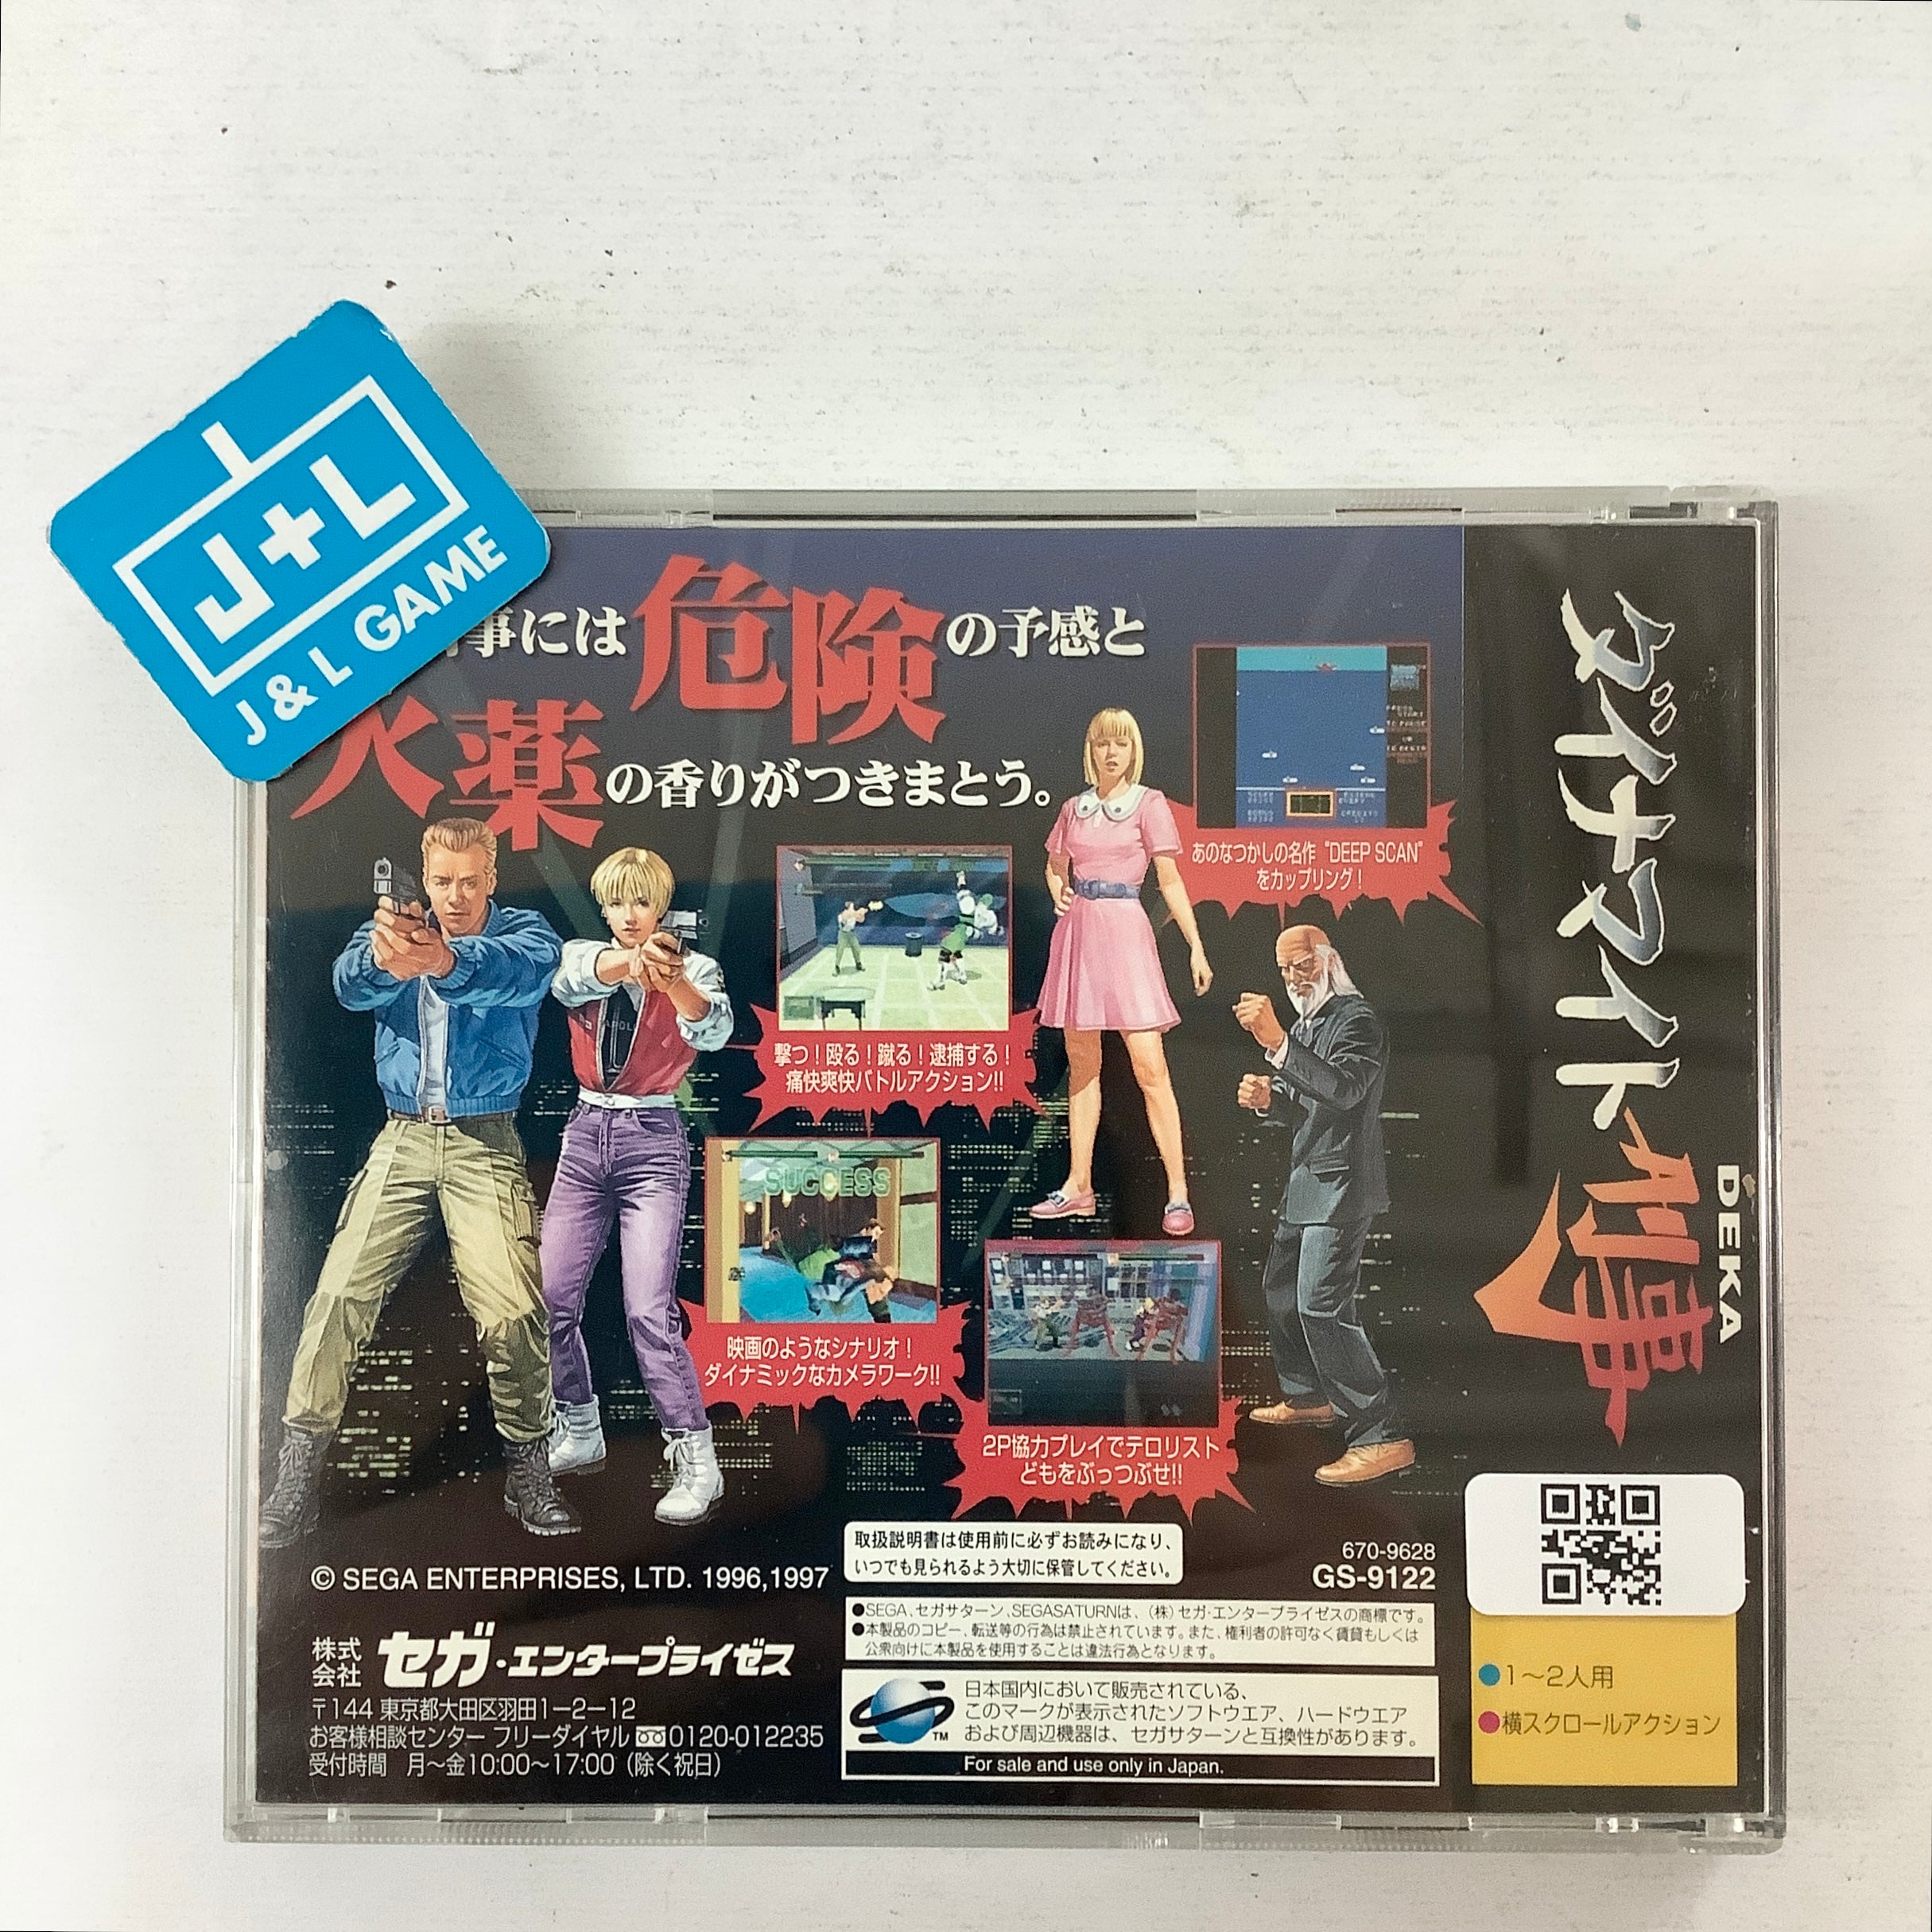 J+L
J&L GAME
事には危険の予感と
火薬の香りがつきまとう。
あのなつかしの名作“DEEP SCAN”
をカップリング！
撃つ！殴る！蹴る！逮捕する！
痛快爽快バトルアクション!!
SUCCESS
映画のようなシナリオ！
ダイナミックなカメラワーク!!
2P協力プレイでテロリスト
どもをぶっつぶせ!!
ダイナマイト刑事
DEKA
取扱説明書は使用前に必ずお読みになり、
いつでも見られるよう大切に保管してください。
670-9628
GS-9122
© SEGA ENTERPRISES, LTD. 1996,1997
●SEGA、セガサターン、SEGASATURNは、（株）セガ・エンタープライゼスの商標です。
●本製品のコピー、転送等の行為は禁止されています。また、権利者の許可なく賃貸もしくは
公衆向けに本製品を使用することは違法行為となります。
株式会社 セガ・エンタープライゼス
〒144 東京都大田区羽田1－2－12
お客様相談センター フリーダイヤル 0120-012235
受付時間 月～金10:00～17:00（除く祝日）
日本国内において販売されている、
このマークが表示されたソフトウエア、ハードウエア
および周辺機器は、セガサターンと互換性があります。
TM
For sale and use only in Japan.
●1～2人用
●横スクロールアクション